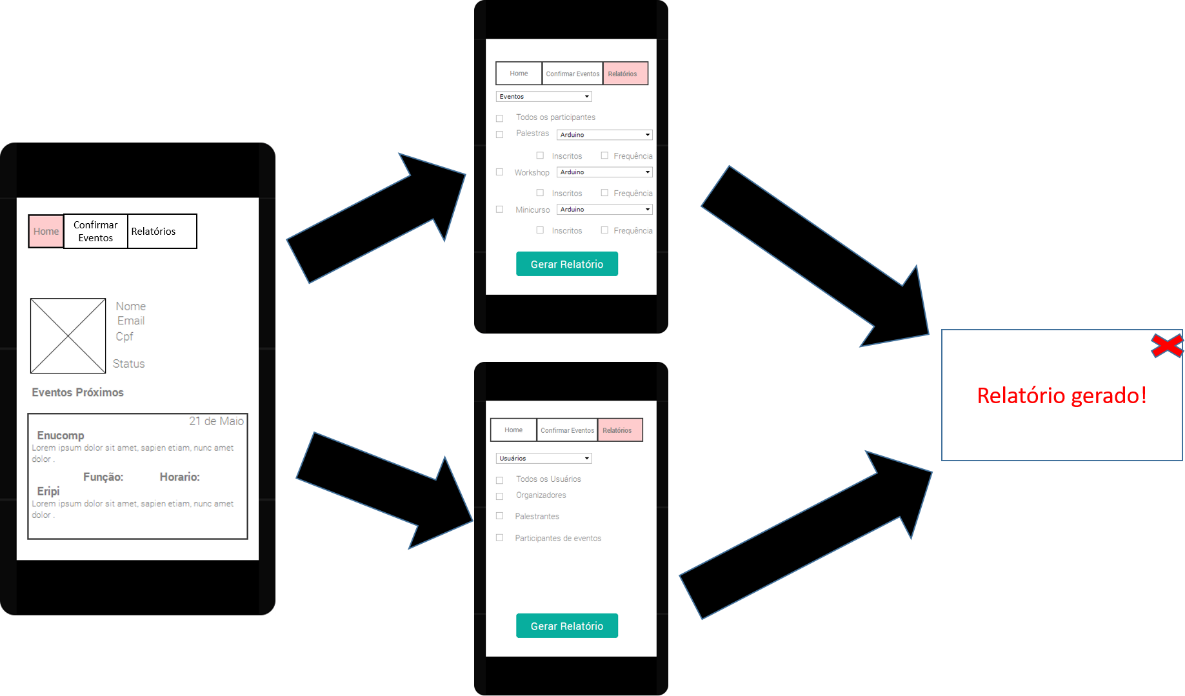 Home
Confirmar
Eventos
Relatórios
Nome
Email
Cpf
Status
Eventos Próximos
21 de Maio
Enucomp
Lorem ipsum dolor sit amet, sapien etiam, nunc amet
dolor .
Função: Horario:
Eripi
Lorem ipsum dolor sit amet, sapien etiam, nunc amet
dolor .
Home Confirmar Eventos Relatórios
Eventos
Todos os participantes
Palestras Arduino
Inscritos Frequência
Workshop Arduino
Inscritos Frequência
Minicurso Arduino
Inscritos Frequência
Gerar Relatório
Home Confirmar Eventos Relatórios
Usuários
Todos os Usuários
Organizadores
Palestrantes
Participantes de eventos
Gerar Relatório
Relatório gerado!